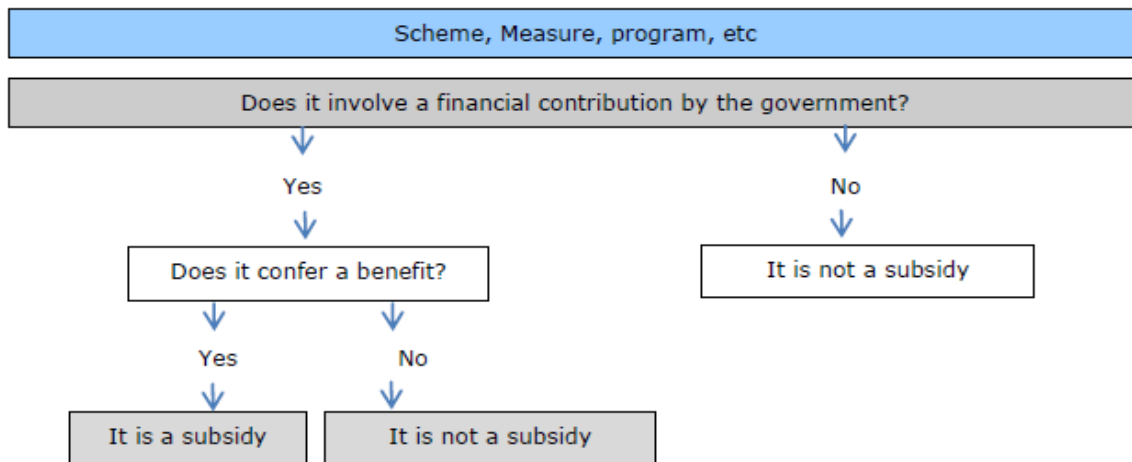 Scheme, Measure, program, etc
Does it involve a financial contribution by the government?
Yes
No
Does it confer a benefit?
It is not a subsidy
Yes
No
It is a subsidy
It is not a subsidy